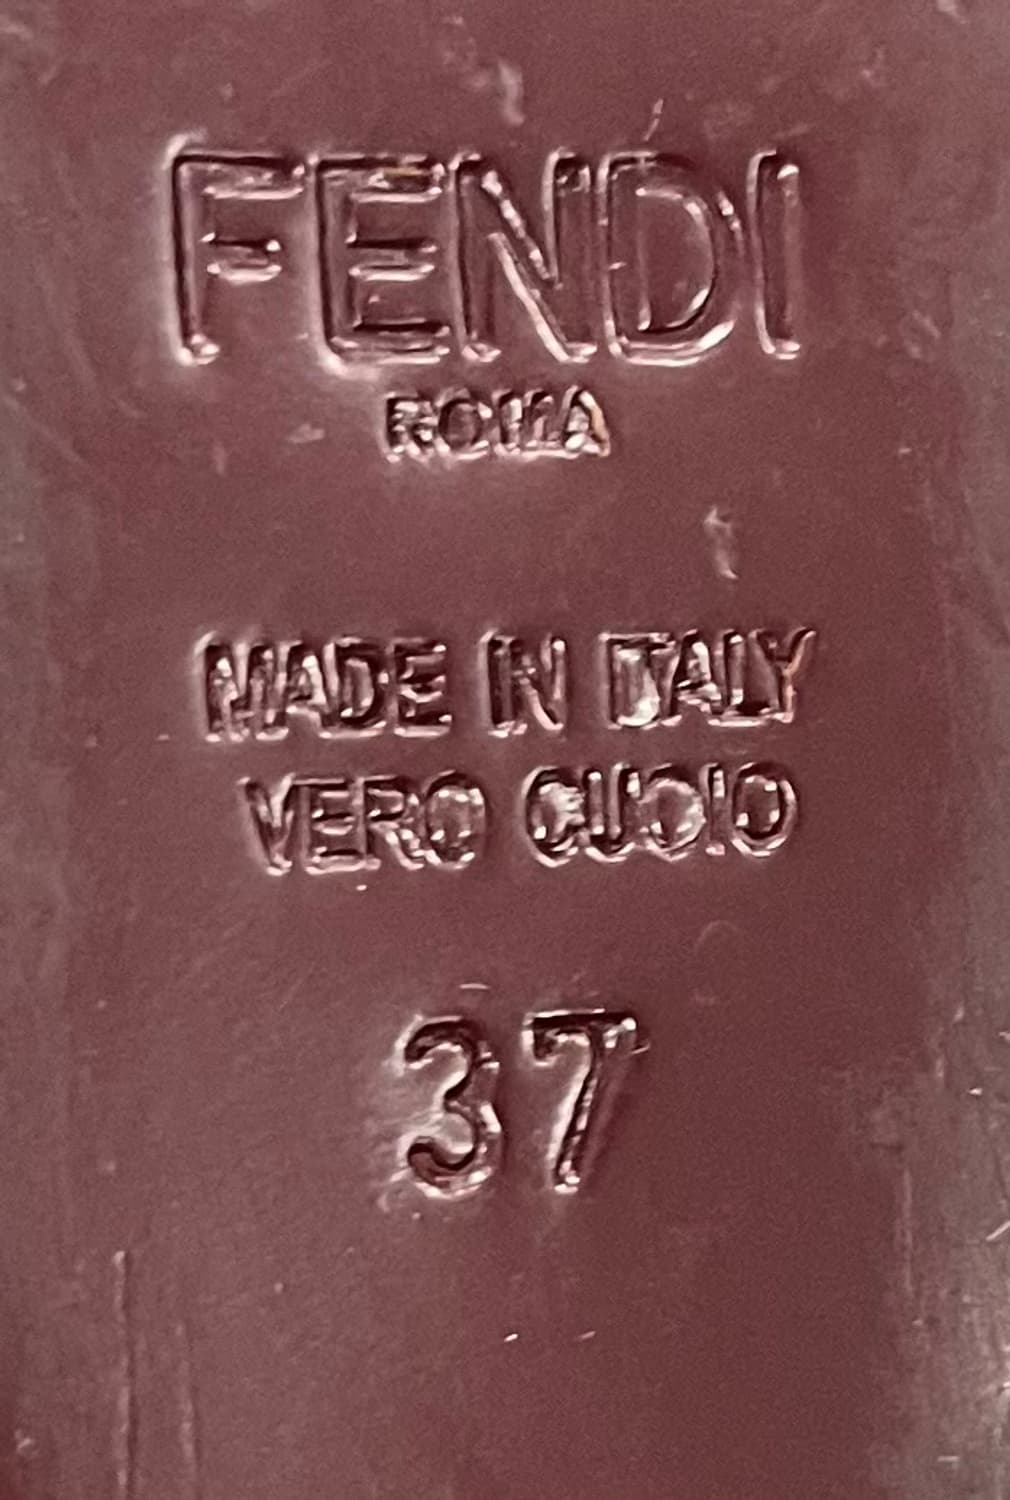 FENDI
ROMA
MADE IN ITALY
VERO CUOIO
37